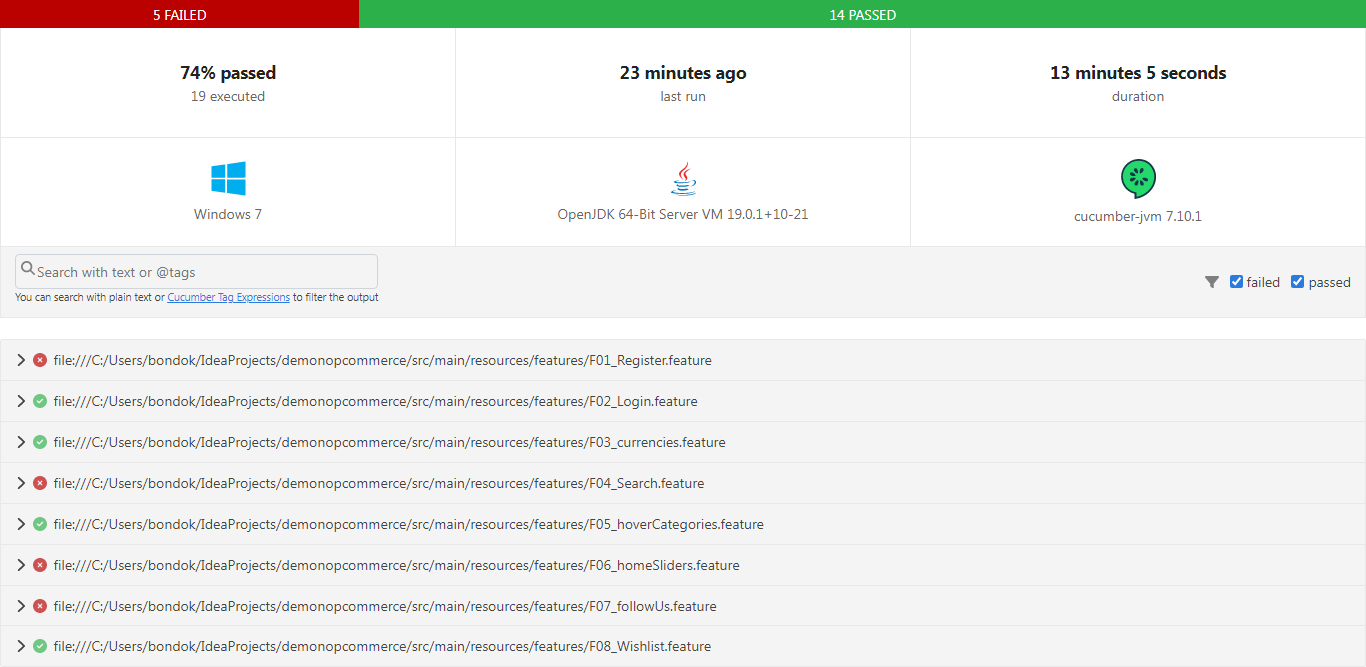 5 FAILED
14 PASSED
74% passed
19 executed
23 minutes ago
last run
13 minutes 5 seconds
duration
Windows 7
OpenJDK 64-Bit Server VM 19.0.1+10-21
cucumber-jvm 7.10.1
Search with text or @tags
You can search with plain text or Cucumber Tag Expressions to filter the output
failed
passed
file:///C:/Users/bondok/IdeaProjects/demonopcommerce/src/main/resources/features/F01_Register.feature
file:///C:/Users/bondok/IdeaProjects/demonopcommerce/src/main/resources/features/F02_Login.feature
file:///C:/Users/bondok/IdeaProjects/demonopcommerce/src/main/resources/features/F03_currencies.feature
file:///C:/Users/bondok/IdeaProjects/demonopcommerce/src/main/resources/features/F04_Search.feature
file:///C:/Users/bondok/IdeaProjects/demonopcommerce/src/main/resources/features/F05_hoverCategories.feature
file:///C:/Users/bondok/IdeaProjects/demonopcommerce/src/main/resources/features/F06_homeSliders.feature
file:///C:/Users/bondok/IdeaProjects/demonopcommerce/src/main/resources/features/F07_followUs.feature
file:///C:/Users/bondok/IdeaProjects/demonopcommerce/src/main/resources/features/F08_Wishlist.feature